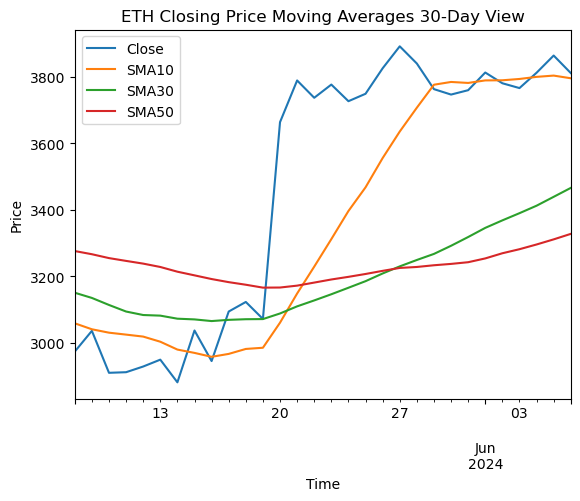 ETH Closing Price Moving Averages 30-Day View
Close
SMA10
SMA30
SMA50
3800
3600
3400
3200
3000
Price
13
20
27
03
Jun
2024
Time